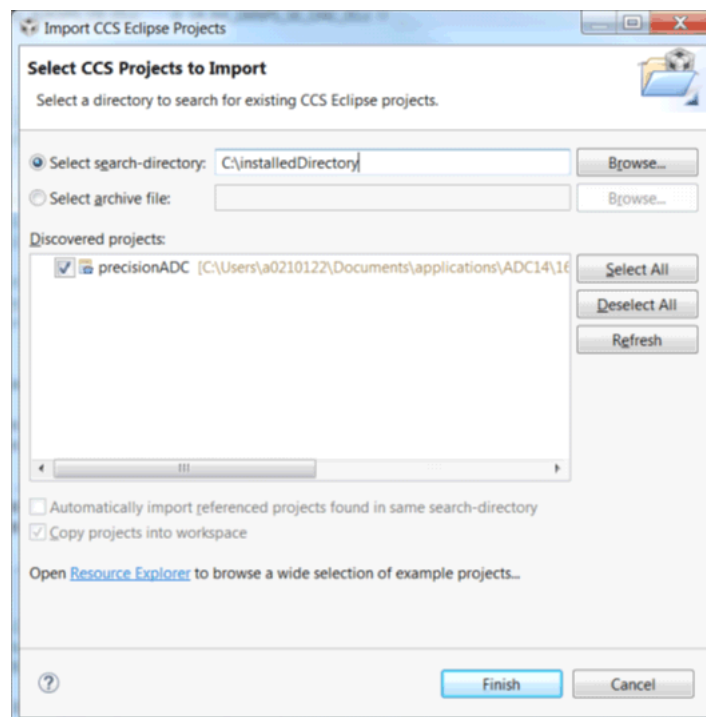 Import CCS Eclipse Projects
Select CCS Projects to Import
Select a directory to search for existing CCS Eclipse projects.
Select search-directory: C:\installedDirectory Browse...
Select archive file: Browse...
Discovered projects:
precisionADC [C:\Users\a0210122\Documents\applications\ADC14\16
Select All
Deselect All
Refresh
Automatically import referenced projects found in same search-directory
Copy projects into workspace
Open Resource Explorer to browse a wide selection of example projects...
? Finish Cancel